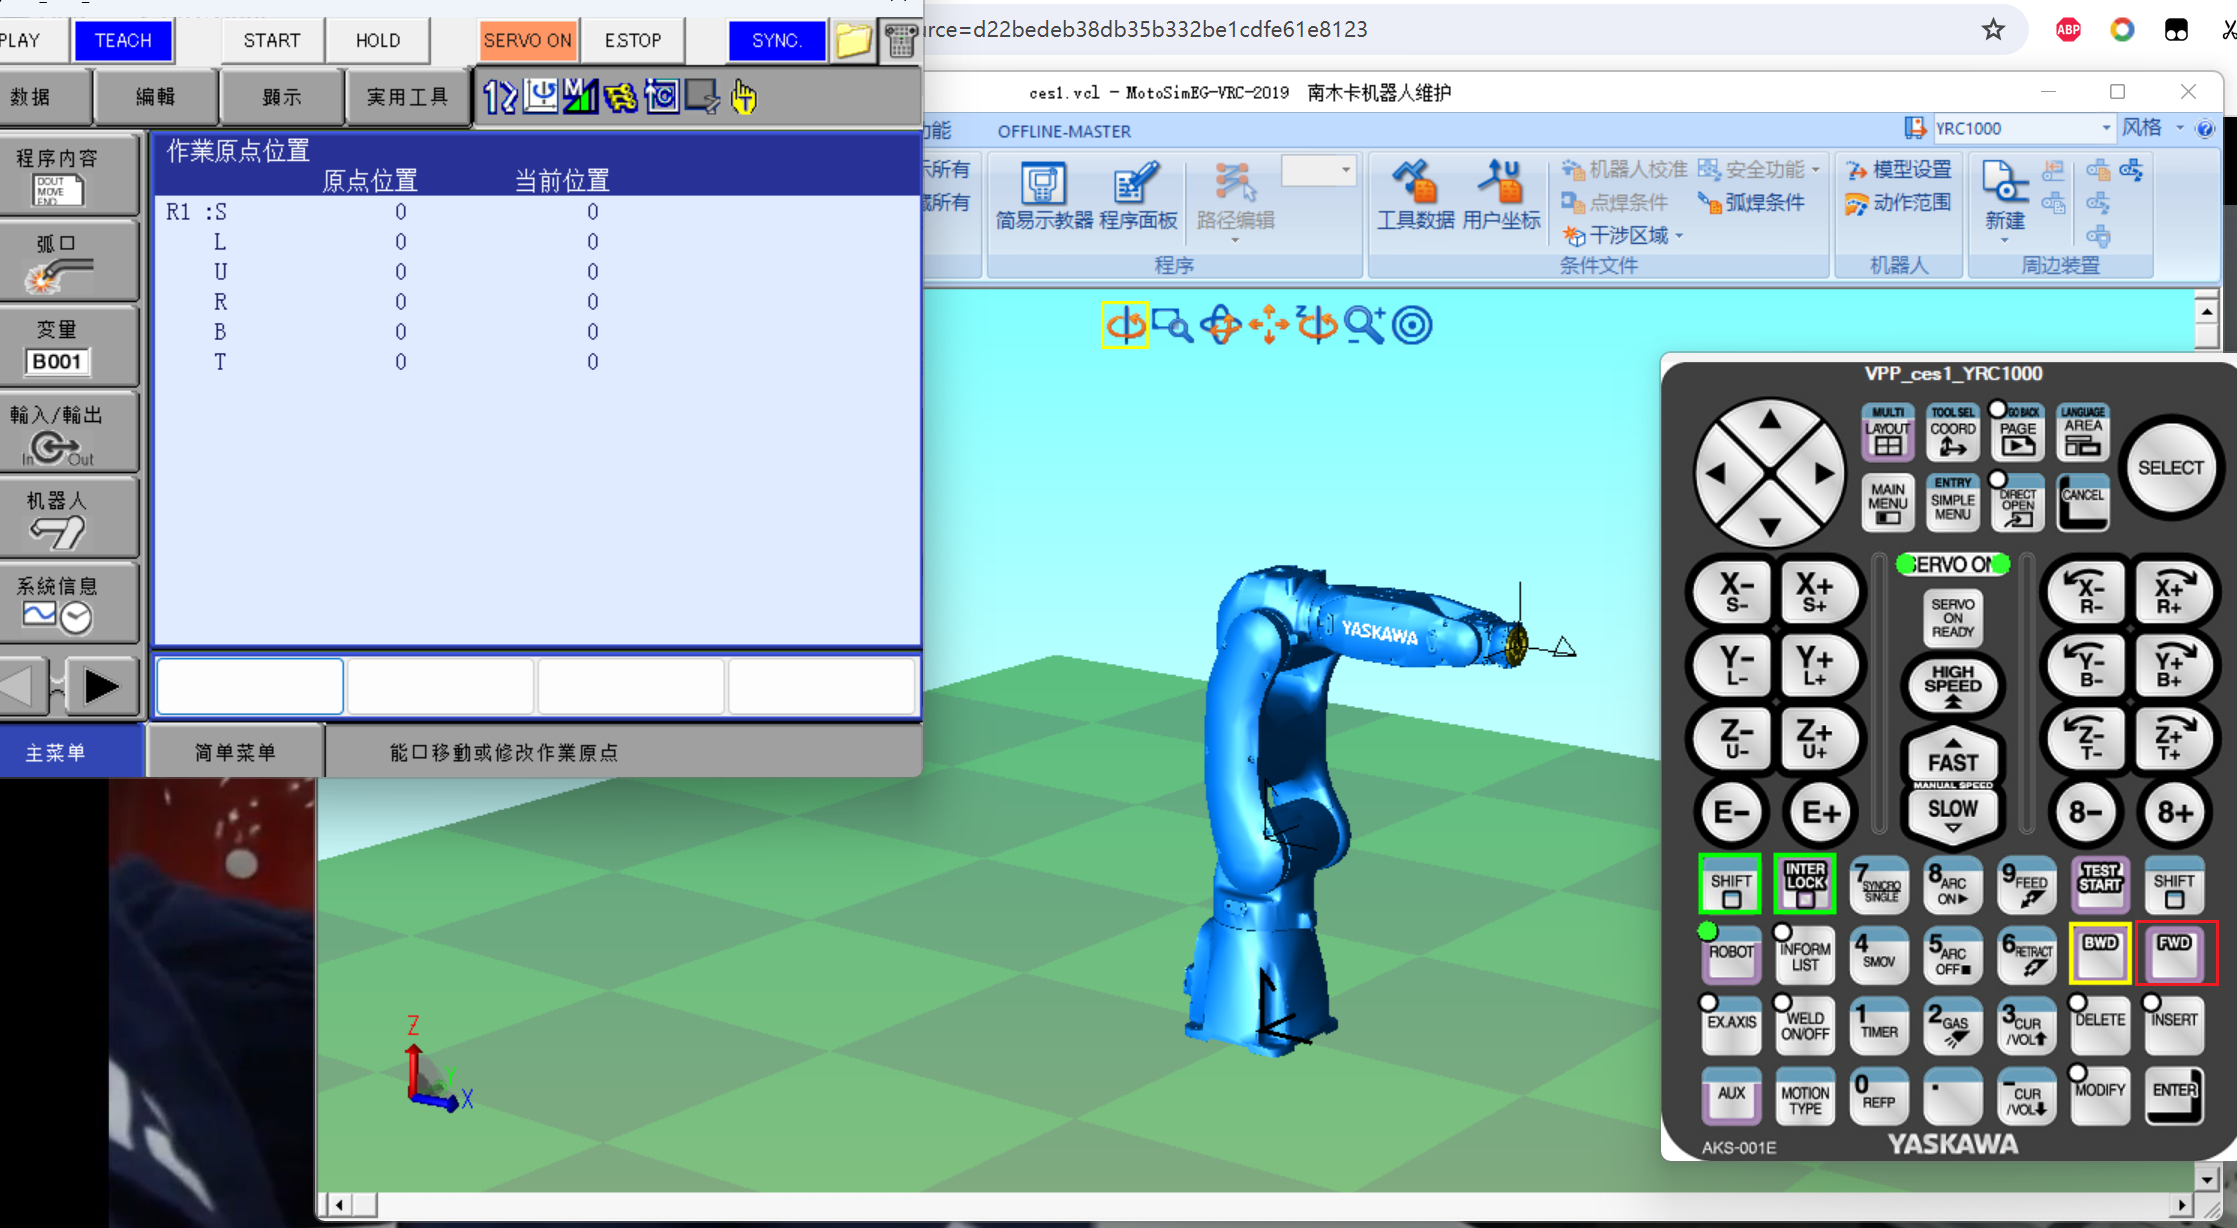 PLAY TEACH START HOLD SERVO ON E.STOP SYNC.
数据 編輯 顕示 実用工具
程序内容
DOUT
MOVE
END
弧口
变量
B001
輸入/輸出
In Out
机器人
系統信息
作業原点位置
原点位置 当前位置
R1 :S 0 0
L 0 0
U 0 0
R 0 0
B 0 0
T 0 0
主菜单 简单菜单 能口移動或修改作業原点
urce=d22bedeb38db35b332be1cdfe61e8123
ABP
ces1.vcl - MotoSimEG-VRC-2019 南木卡机器人维护
功能 OFFLINE-MASTER YRC1000 风格
示所有
藏所有
简易示教器 程序面板 路径编辑
程序
工具数据 用户坐标
机器人校准 安全功能
点焊条件 弧焊条件
干涉区域
条件文件
模型设置
动作范围
机器人
新建
周边装置
YASKAWA
Z
Y
X
VPP_ces1_YRC1000
MULTI LAYOUT
TOOL SEL COORD
GO BACK PAGE
LANGUAGE AREA
SELECT
MAIN MENU
ENTRY SIMPLE MENU
DIRECT OPEN
CANCEL
SERVO ON
X- S-
X+ S+
SERVO ON READY
X- R-
X+ R+
Y- L-
Y+ L+
HIGH SPEED
Y- B-
Y+ B+
Z- U-
Z+ U+
FAST
MANUAL SPEED
SLOW
Z- T-
Z+ T+
E- E+ 8- 8+
SHIFT
INTER LOCK
7 SYNCRO SINGLE
8 ARC ON
9 FEED
TEST START
SHIFT
ROBOT
INFORM LIST
4 SMOV
5 ARC OFF
6 RETRACT
BWD
FWD
EX.AXIS
WELD ON/OFF
1 TIMER
2 GAS
3 CUR /VOL
DELETE
INSERT
AUX
MOTION TYPE
0 REFP
.
- CUR /VOL
MODIFY
ENTER
AKS-001E YASKAWA